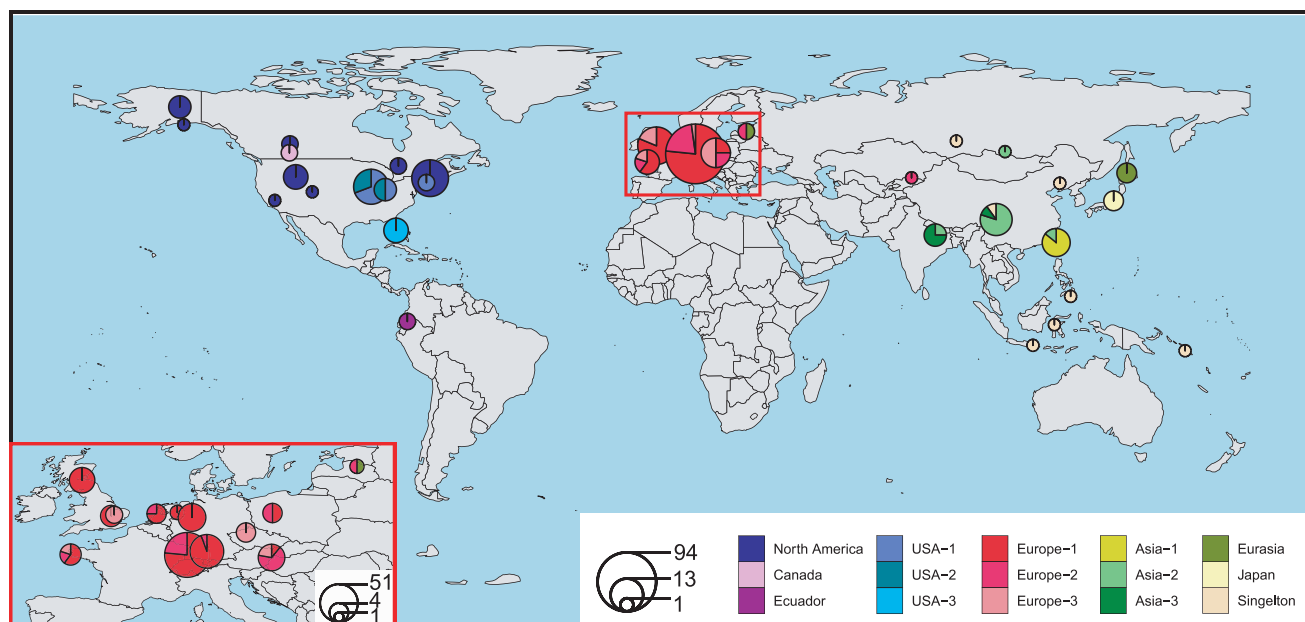 94
13
1
North America
Canada
Ecuador
USA−1
USA−2
USA−3
Europe−1
Europe−2
Europe−3
Asia−1
Asia−2
Asia−3
Eurasia
Japan
Singelton
51
4
1